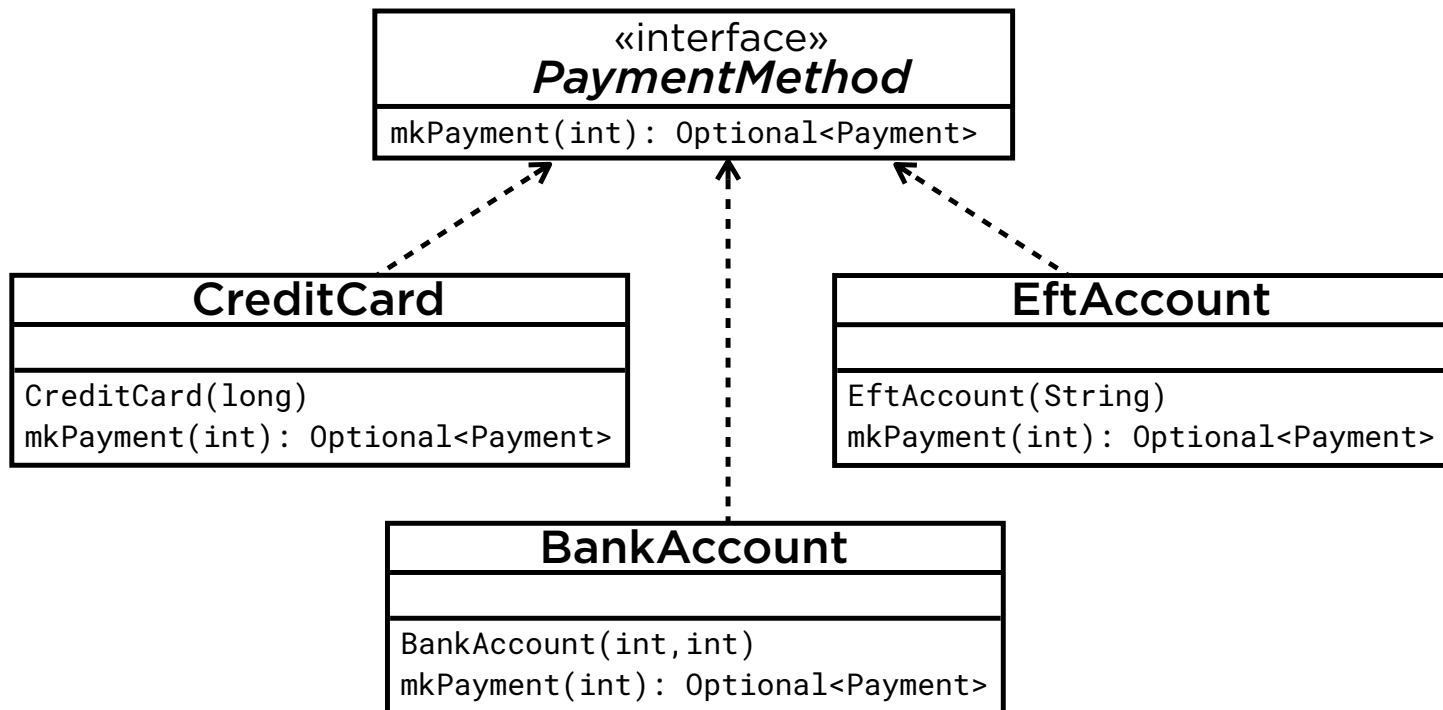 «interface»
PaymentMethod
mkPayment(int): Optional<Payment>
CreditCard
CreditCard(long)
mkPayment(int): Optional<Payment>
EftAccount
EftAccount(String)
mkPayment(int): Optional<Payment>
BankAccount
BankAccount(int,int)
mkPayment(int): Optional<Payment>